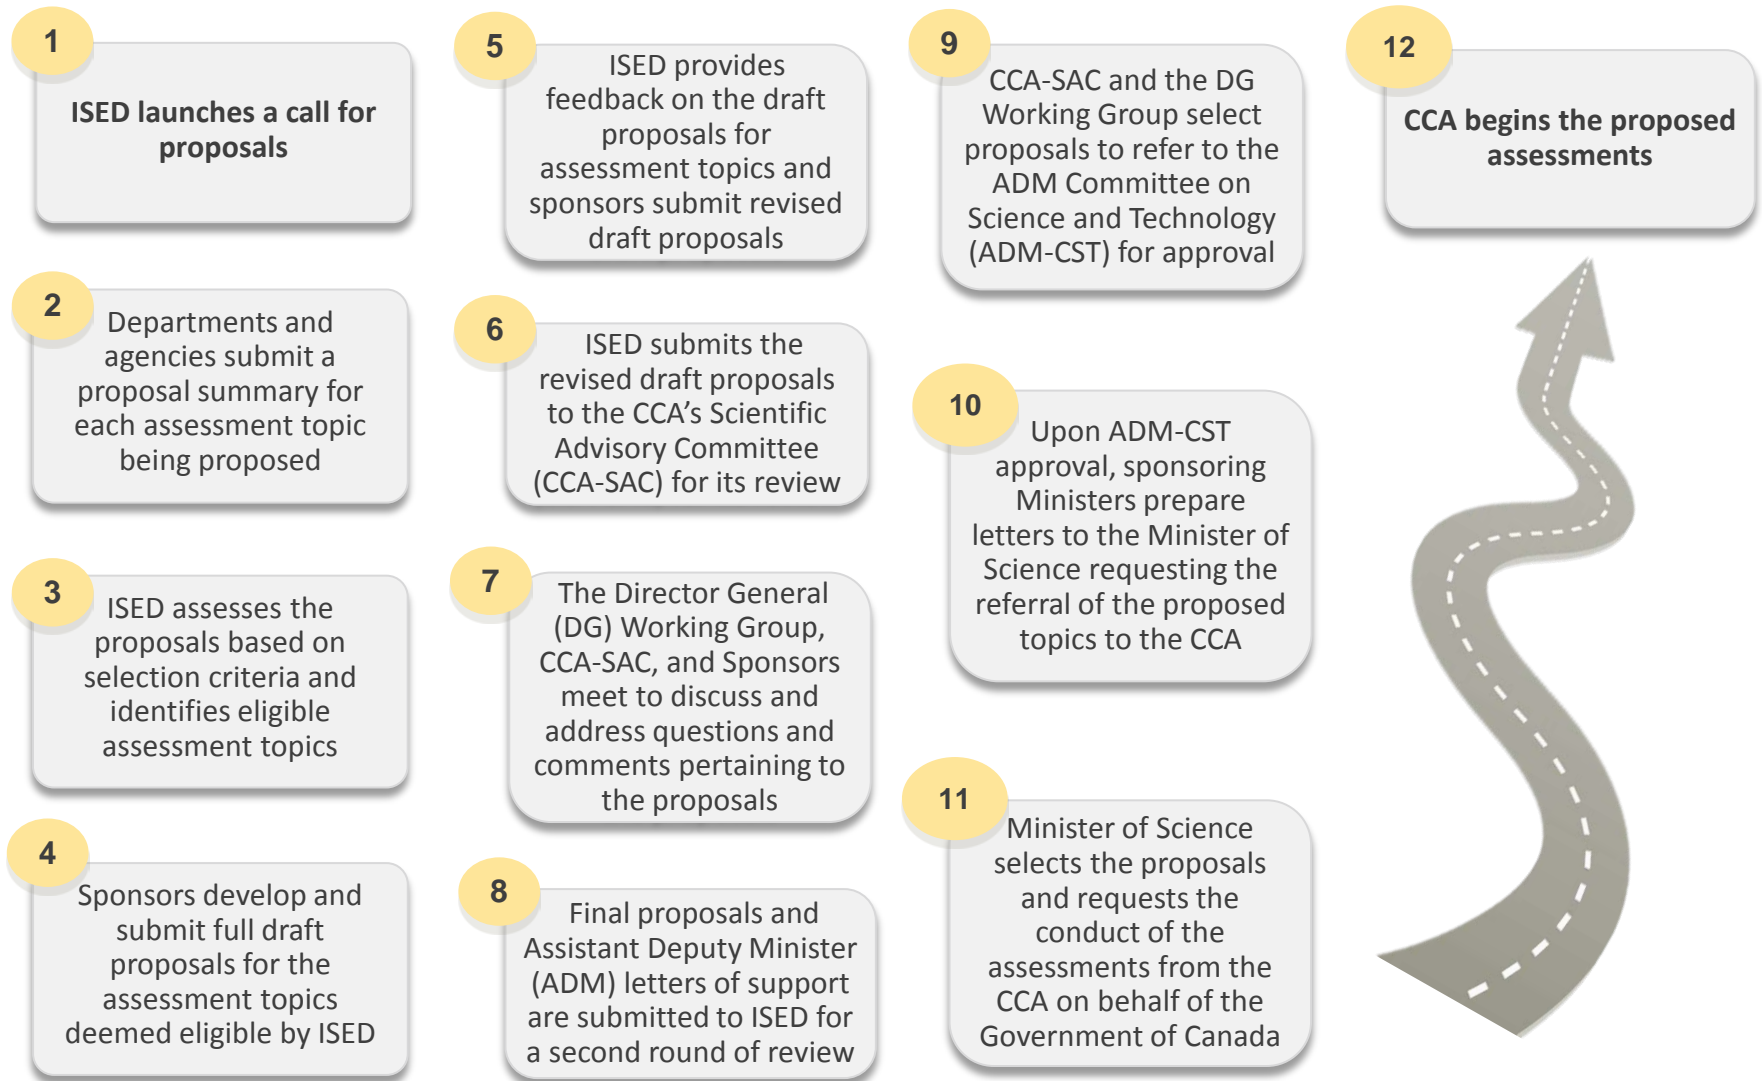 1
ISED launches a call for
proposals
2
Departments and
agencies submit a
proposal summary for
each assessment topic
being proposed
3
ISED assesses the
proposals based on
selection criteria and
identifies eligible
assessment topics
4
Sponsors develop and
submit full draft
proposals for the
assessment topics
deemed eligible by ISED
5
ISED provides
feedback on the draft
proposals for
assessment topics and
sponsors submit revised
draft proposals
6
ISED submits the
revised draft proposals
to the CCA’s Scientific
Advisory Committee
(CCA-SAC) for its review
7
The Director General
(DG) Working Group,
CCA-SAC, and Sponsors
meet to discuss and
address questions and
comments pertaining to
the proposals
8
Final proposals and
Assistant Deputy Minister
(ADM) letters of support
are submitted to ISED for
a second round of review
9
CCA-SAC and the DG
Working Group select
proposals to refer to the
ADM Committee on
Science and Technology
(ADM-CST) for approval
10
Upon ADM-CST
approval, sponsoring
Ministers prepare
letters to the Minister of
Science requesting the
referral of the proposed
topics to the CCA
11
Minister of Science
selects the proposals
and requests the
conduct of the
assessments from the
CCA on behalf of the
Government of Canada
12
CCA begins the proposed
assessments